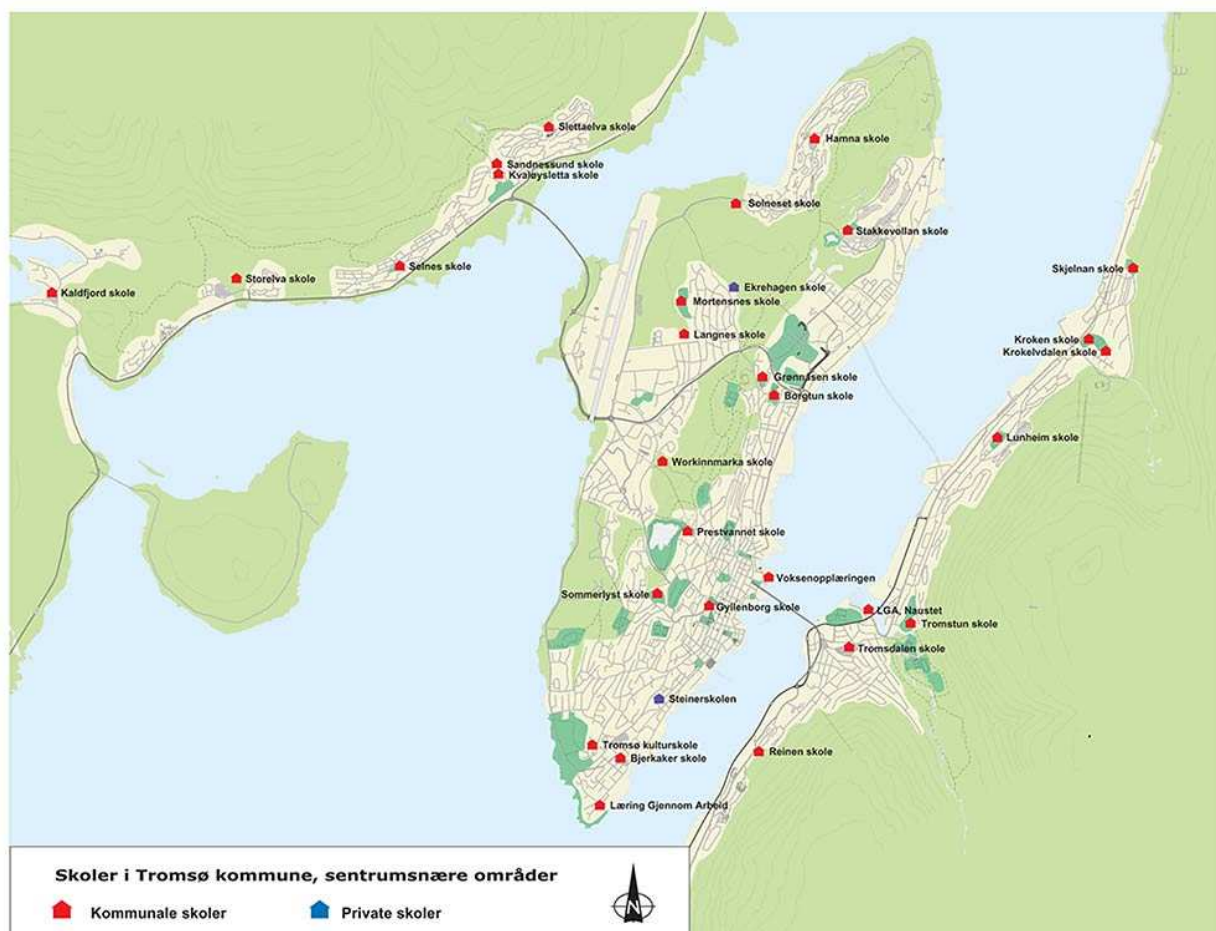 Slettaelva skole
Hamna skole
Sandnessund skole
Kvaløysletta skole
Solneset skole
Stakkevollan skole
Selnes skole
Skjelnan skole
Storelva skole
Ekrehagen skole
Kaldfjord skole
Mortensnes skole
Langnes skole
Kroken skole
Krokelvdalen skole
Grønnåsen skole
Borgtun skole
Lunheim skole
Workinnmarka skole
Prestvannet skole
Voksenopplæringen
Sommerlyst skole
Gyllenborg skole
LGA, Naustet
Tromstun skole
Tromsdalen skole
Steinerskolen
Tromsø kulturskole
Bjerkaker skole
Reinen skole
Læring Gjennom Arbeid
Skoler i Tromsø kommune, sentrumsnære områder
Kommunale skoler
Private skoler
N